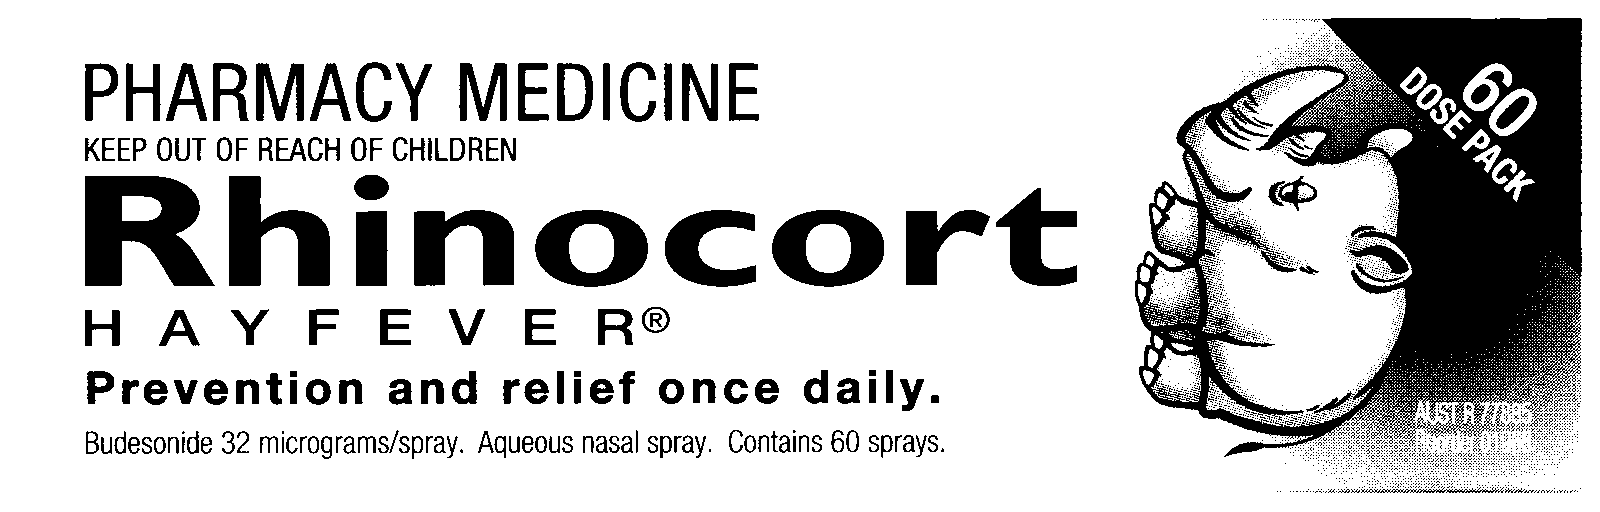 PHARMACY MEDICINE
KEEP OUT OF REACH OF CHILDREN
Rhinocort
HAYFEVER®
Prevention and relief once daily.
Budesonide 32 micrograms/spray. Aqueous nasal spray. Contains 60 sprays.
60
DOSE PACK
AUST R